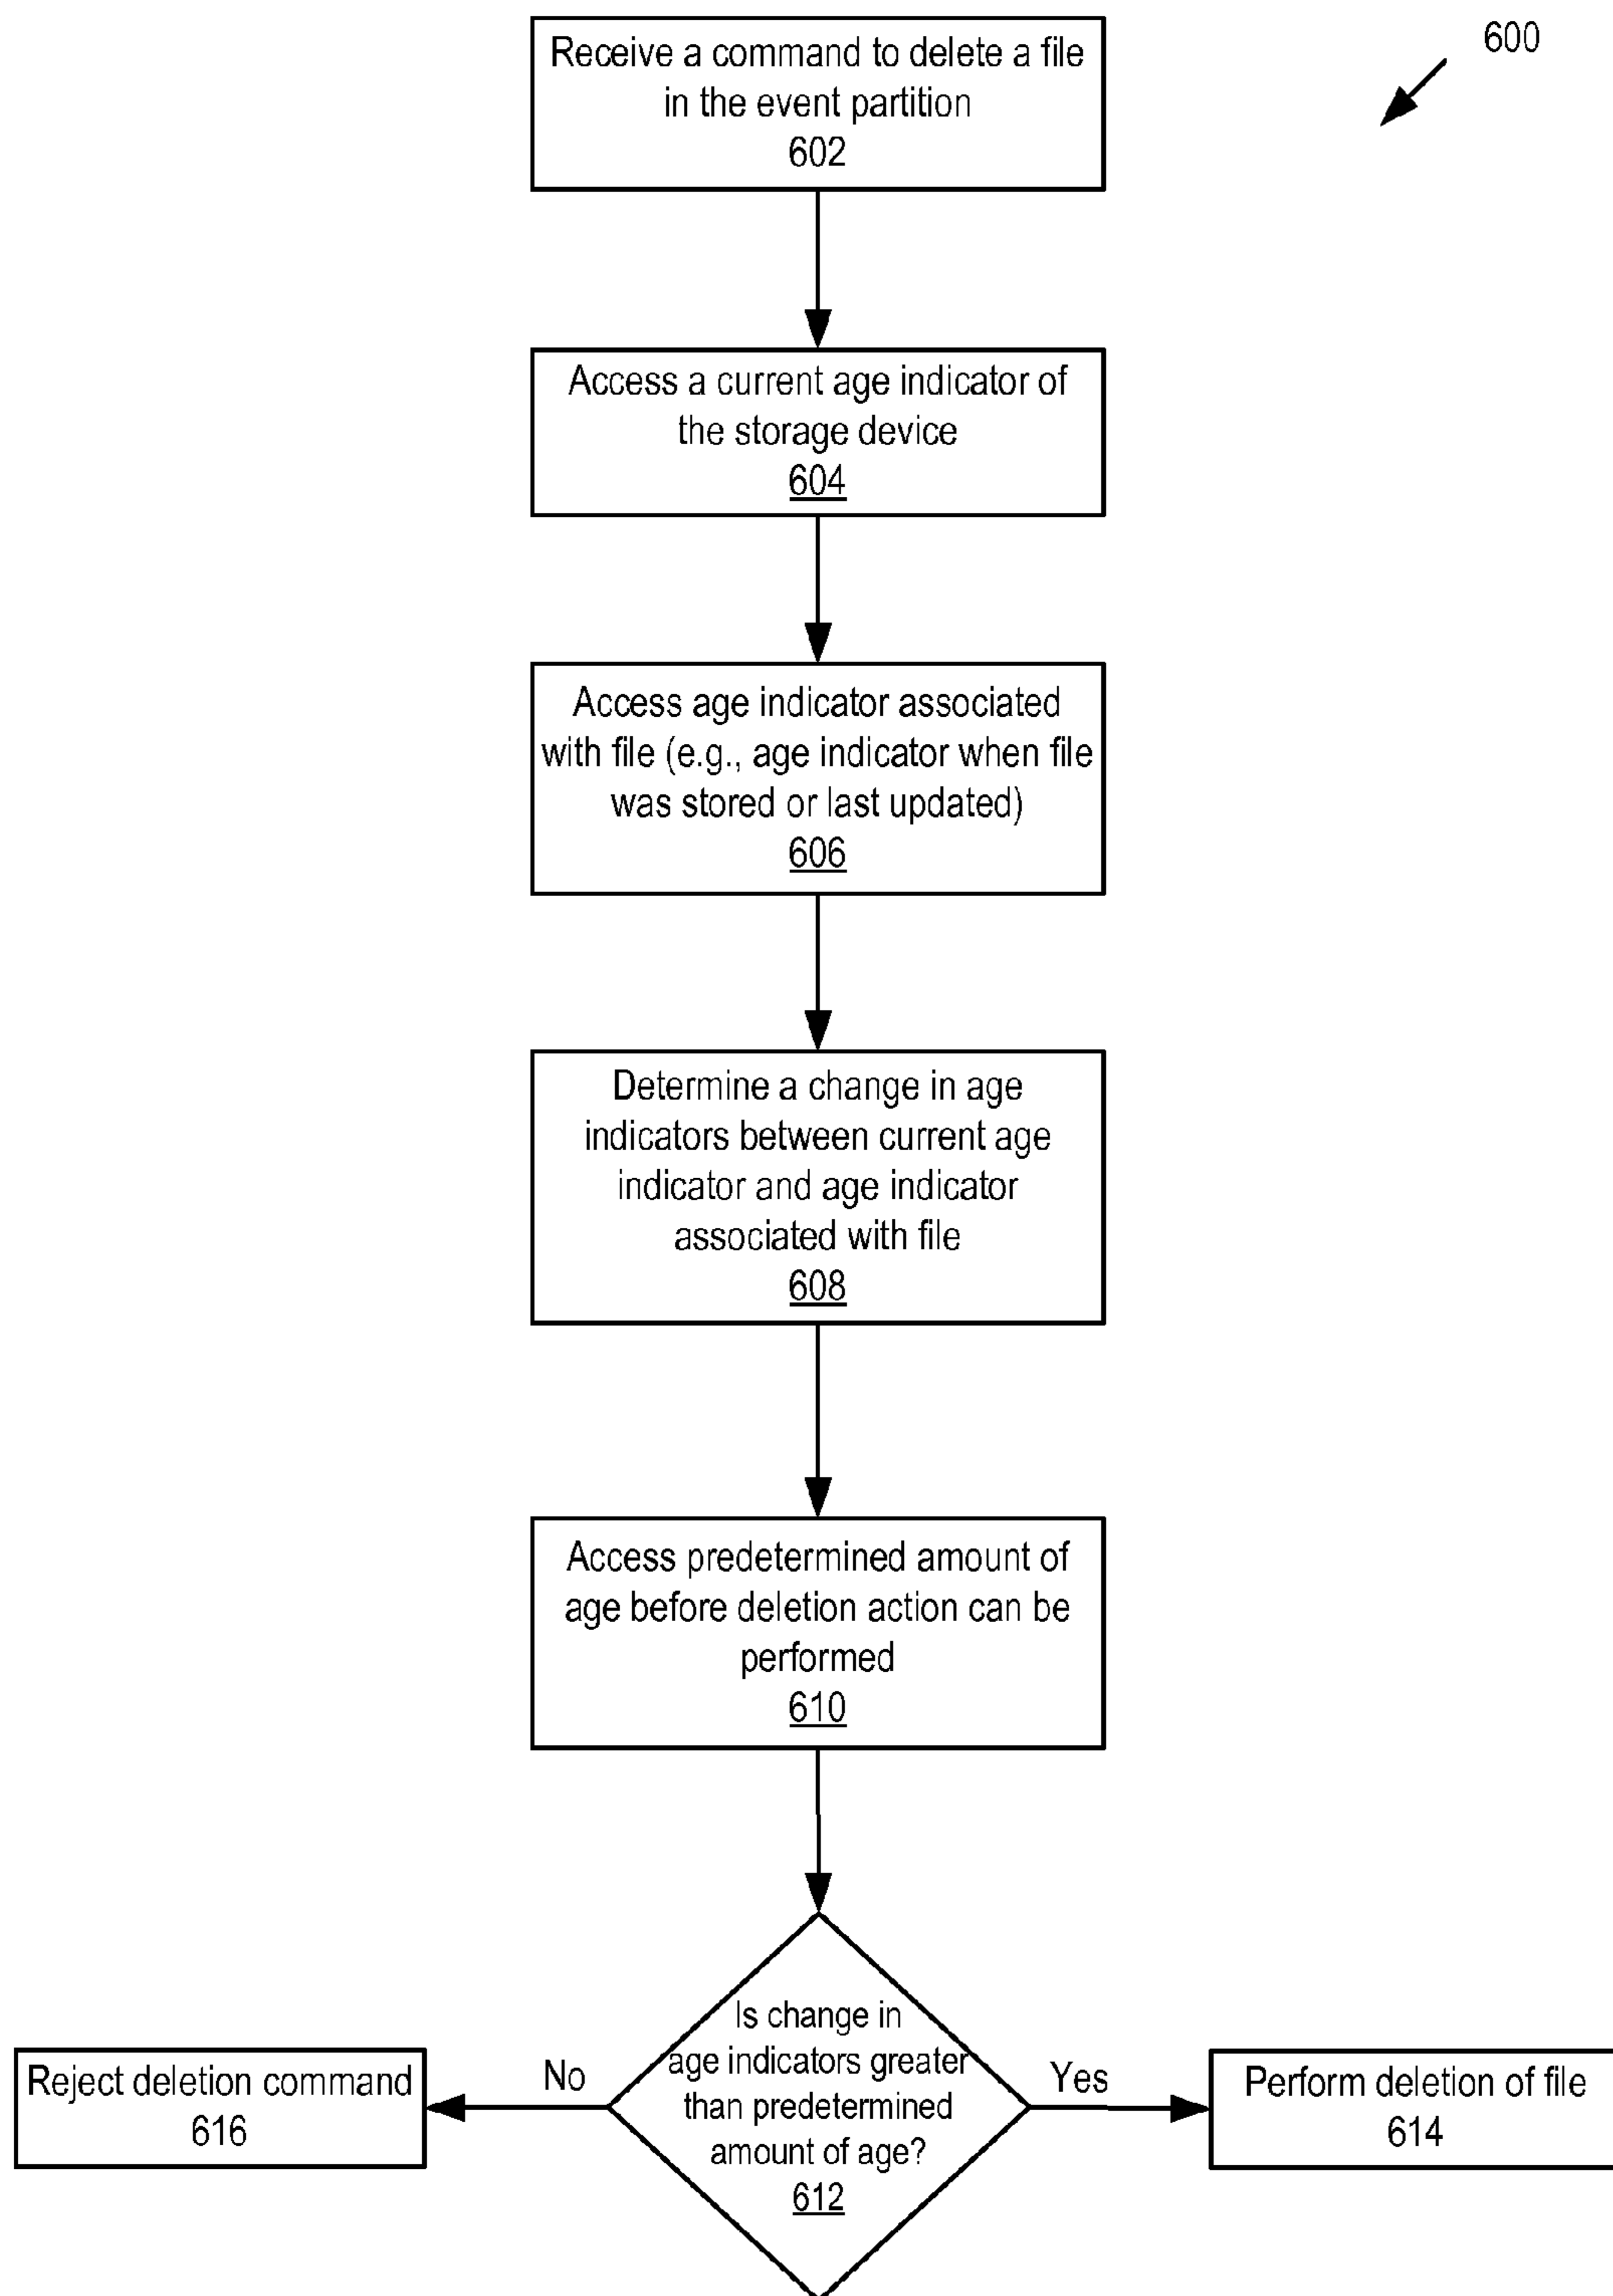 600
Receive a command to delete a file
in the event partition
602
Access a current age indicator of
the storage device
604
Access age indicator associated
with file (e.g., age indicator when file
was stored or last updated)
606
Determine a change in age
indicators between current age
indicator and age indicator
associated with file
608
Access predetermined amount of
age before deletion action can be
performed
610
Is change in
age indicators greater
than predetermined
amount of age?
612
No
Reject deletion command
616
Yes
Perform deletion of file
614